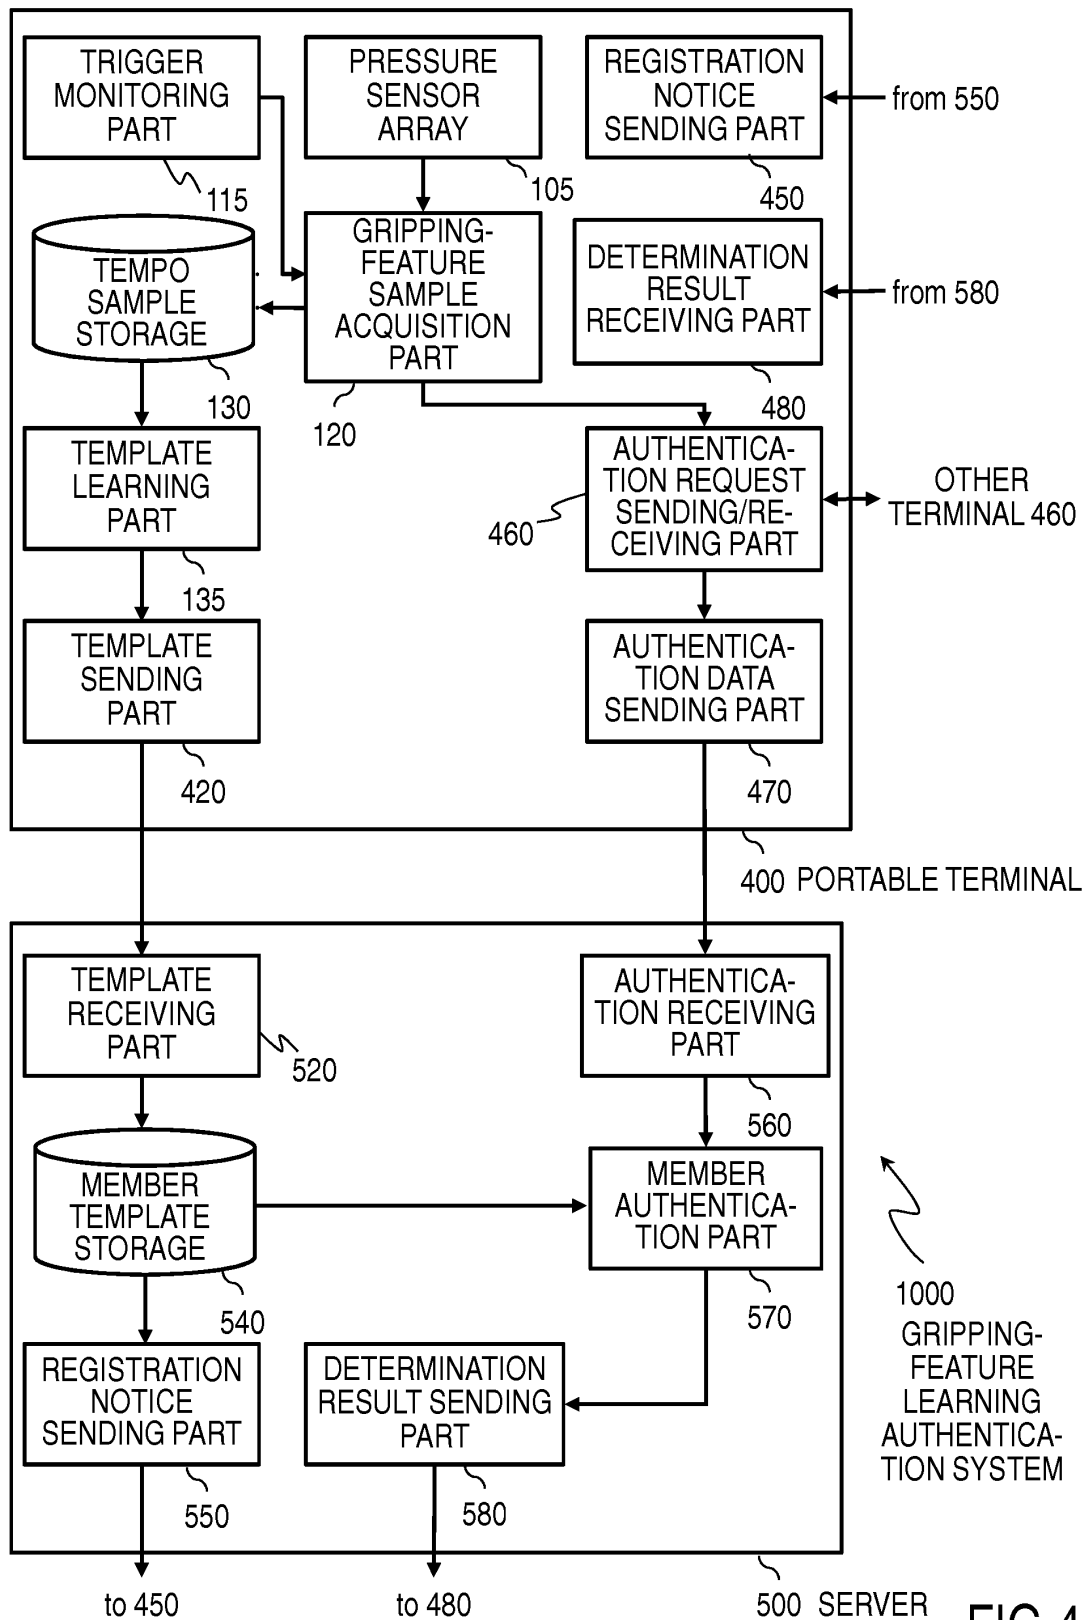 TRIGGER
MONITORING
PART
115
PRESSURE
SENSOR
ARRAY
105
REGISTRATION
NOTICE
SENDING PART
450
from 550
TEMPO
SAMPLE
STORAGE
130
GRIPPING-
FEATURE
SAMPLE
ACQUISITION
PART
120
DETERMINATION
RESULT
RECEIVING PART
480
from 580
TEMPLATE
LEARNING
PART
135
AUTHENTICA-
TION REQUEST
SENDING/RE-
CEIVING PART
460
OTHER
TERMINAL 460
TEMPLATE
SENDING
PART
420
AUTHENTICA-
TION DATA
SENDING PART
470
400 PORTABLE TERMINAL
TEMPLATE
RECEIVING
PART
520
AUTHENTICA-
TION RECEIVING
PART
560
MEMBER
TEMPLATE
STORAGE
540
MEMBER
AUTHENTICA-
TION PART
570
REGISTRATION
NOTICE
SENDING PART
550
DETERMINATION
RESULT SENDING
PART
580
1000
GRIPPING-
FEATURE
LEARNING
AUTHENTICA-
TION SYSTEM
to 450
to 480
500 SERVER
FIG.4